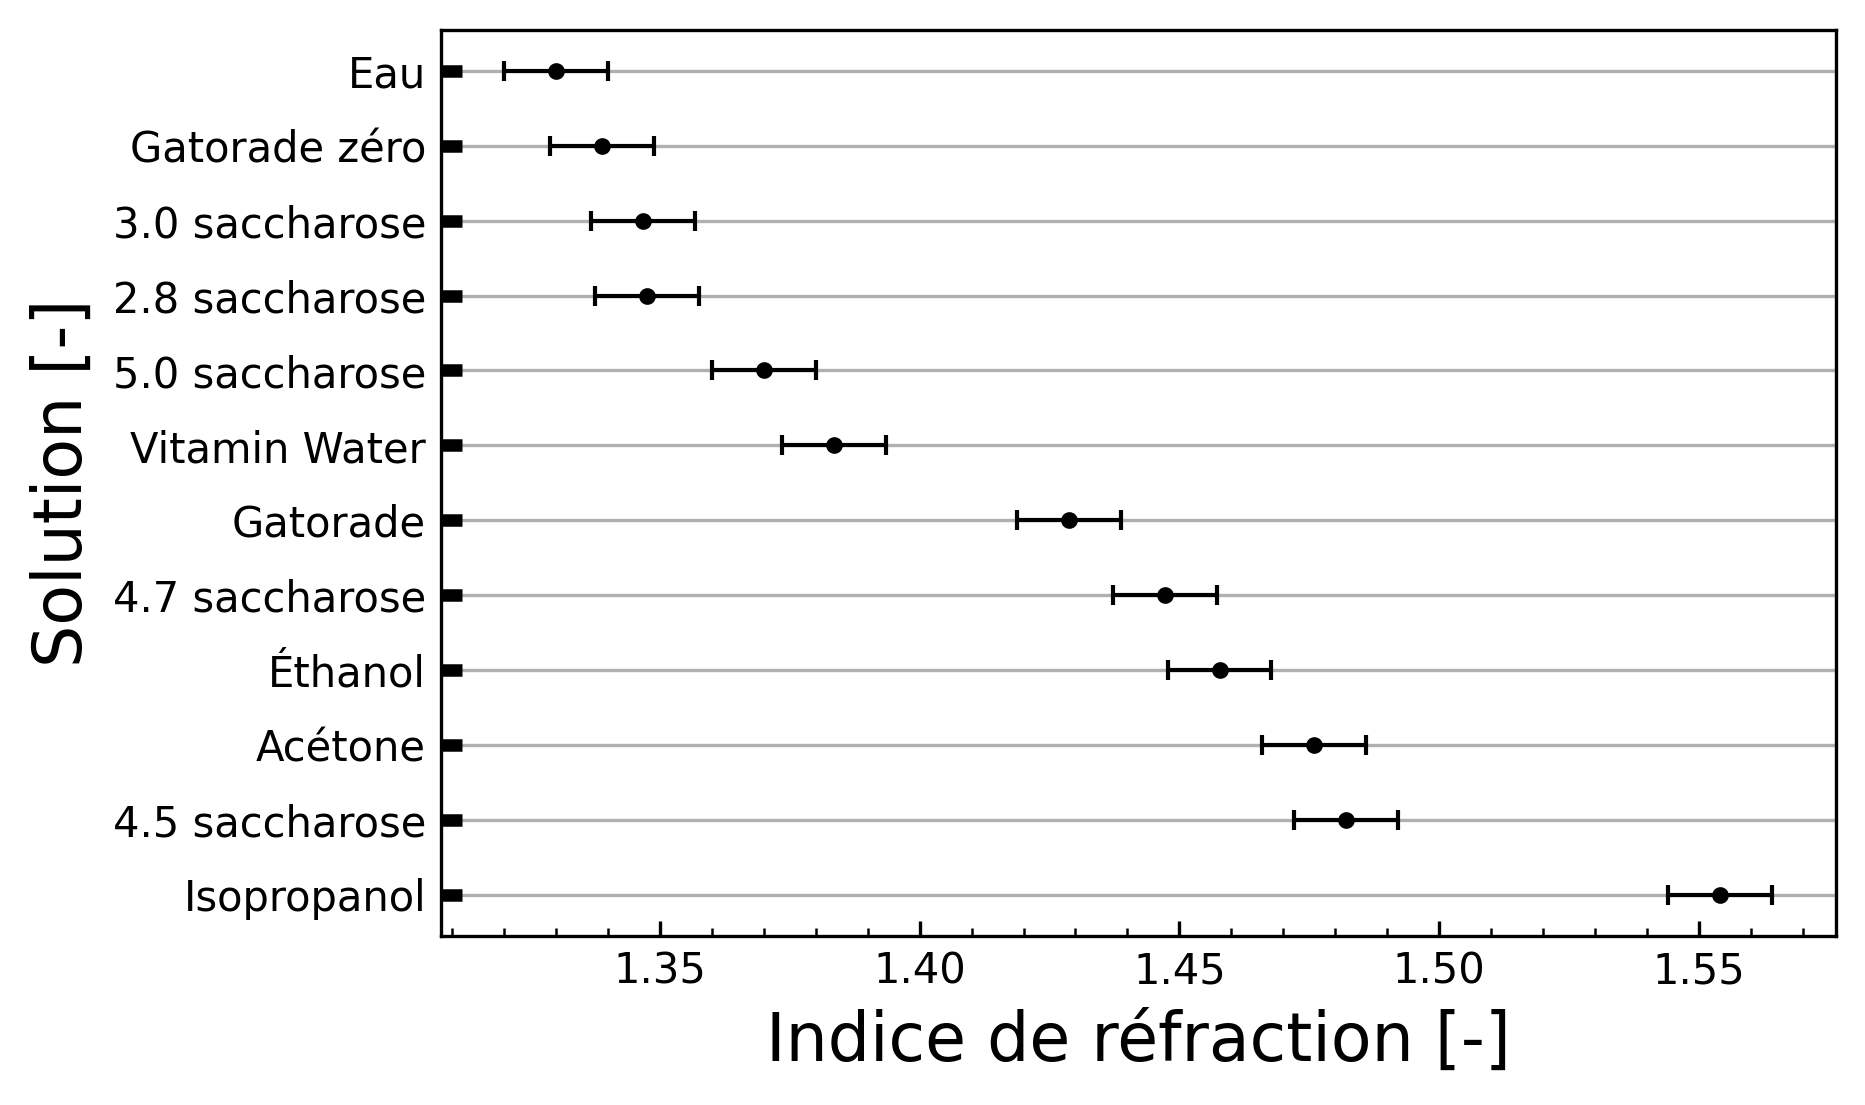 Eau
Gatorade zéro
3.0 saccharose
2.8 saccharose
5.0 saccharose
Vitamin Water
Gatorade
4.7 saccharose
Éthanol
Acétone
4.5 saccharose
Isopropanol
Solution [-]
1.35 1.40 1.45 1.50 1.55
Indice de réfraction [-]